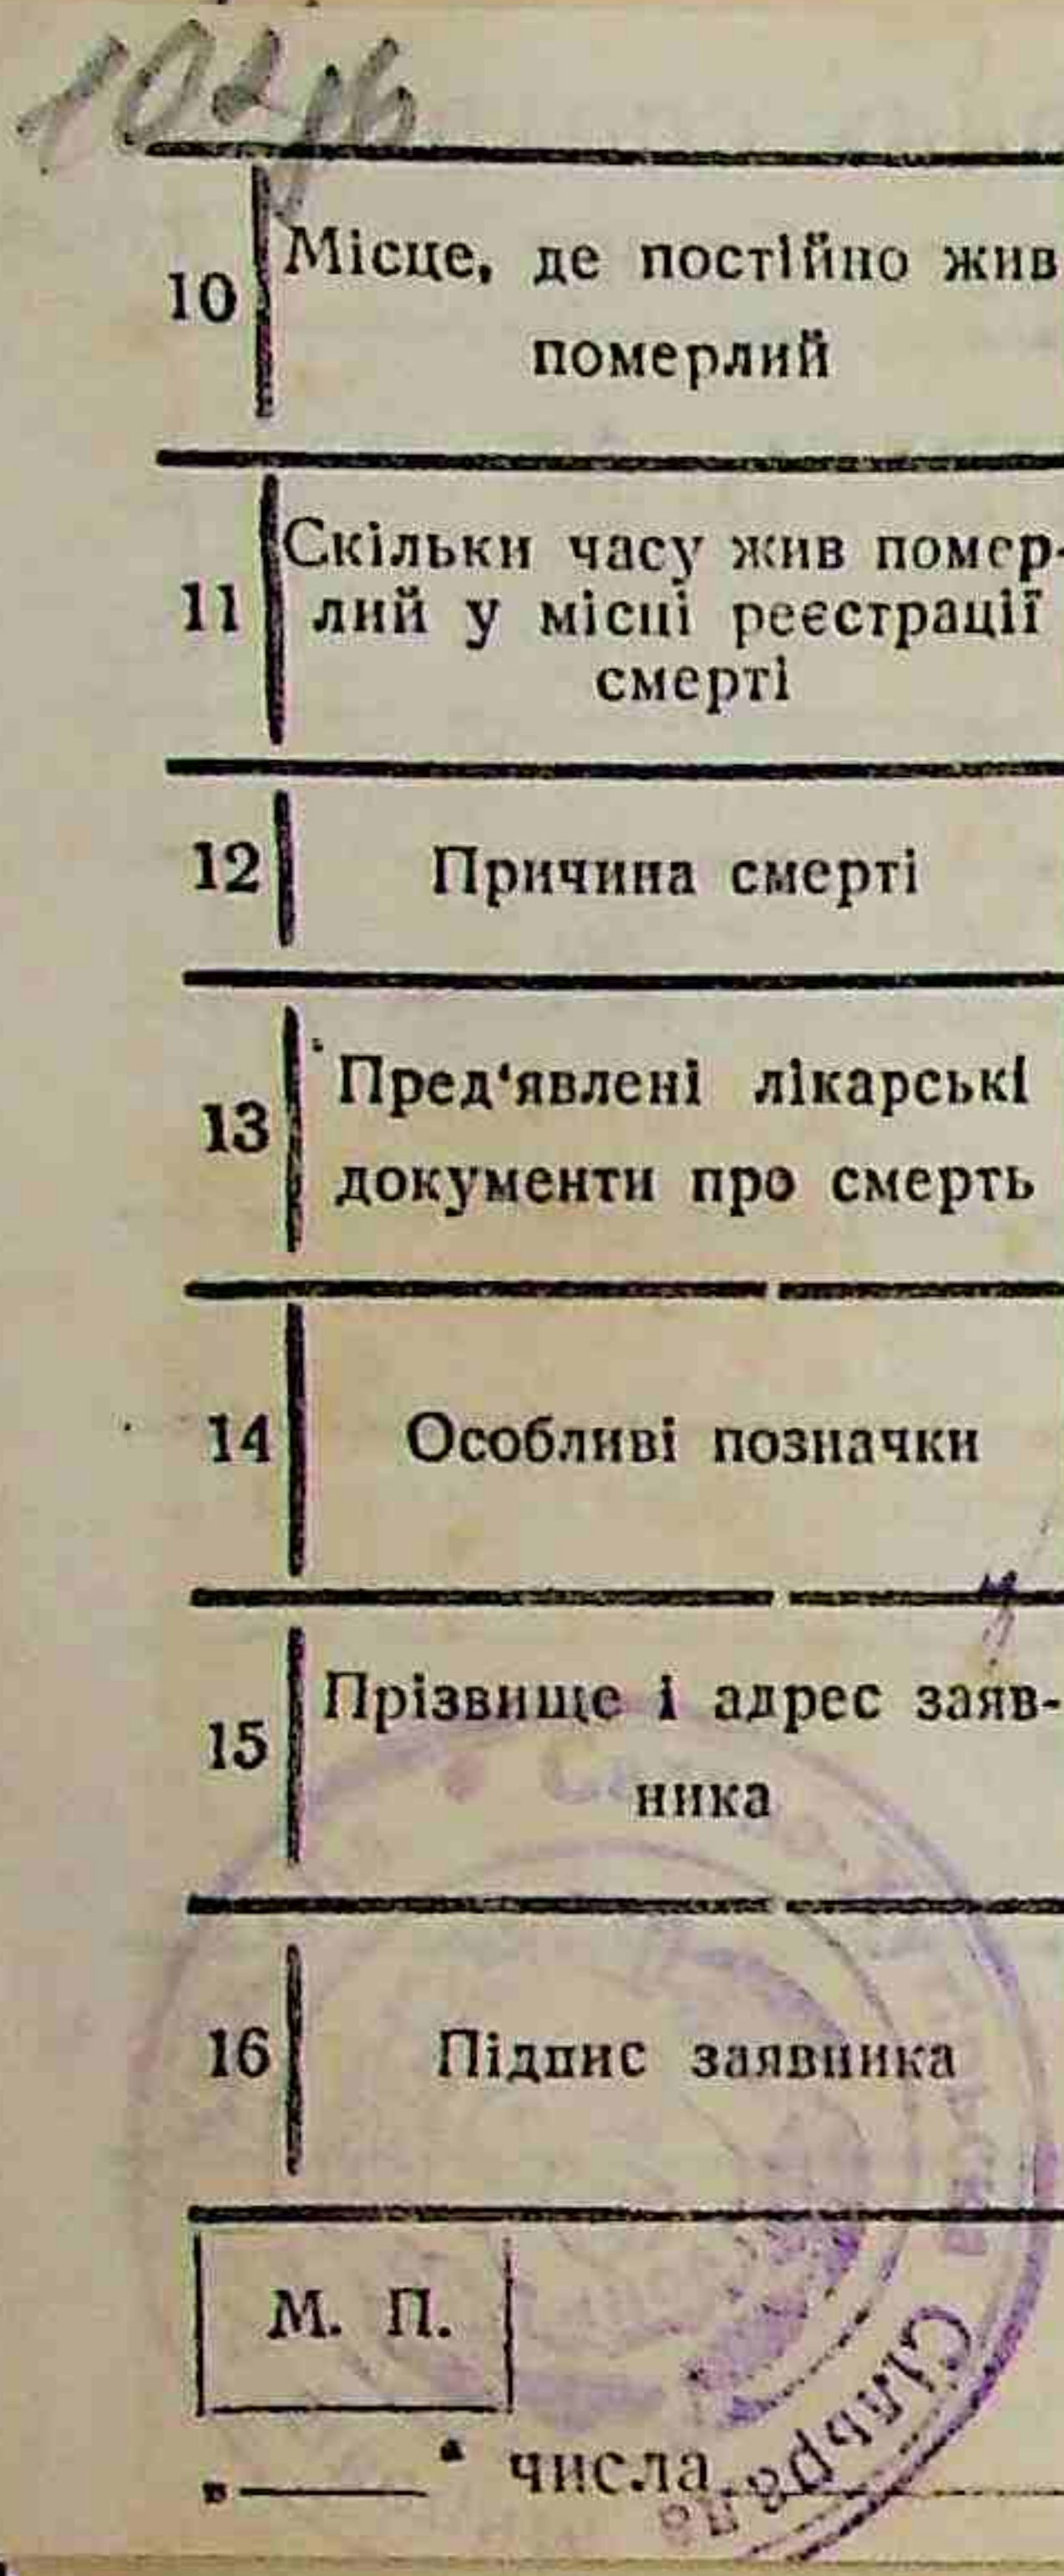 10
Місце, де постійно жив
померлий
11
Скільки часу жив помер-
лий у місці реєстрації
смерті
12
Причина смерті
13
Пред‘явлені лікарські
документи про смерть
14
Особливі позначки
15
Прізвище і адрес заяв-
ника
16
Підпис заявника
М. П.
„ “ числа
Сільрада